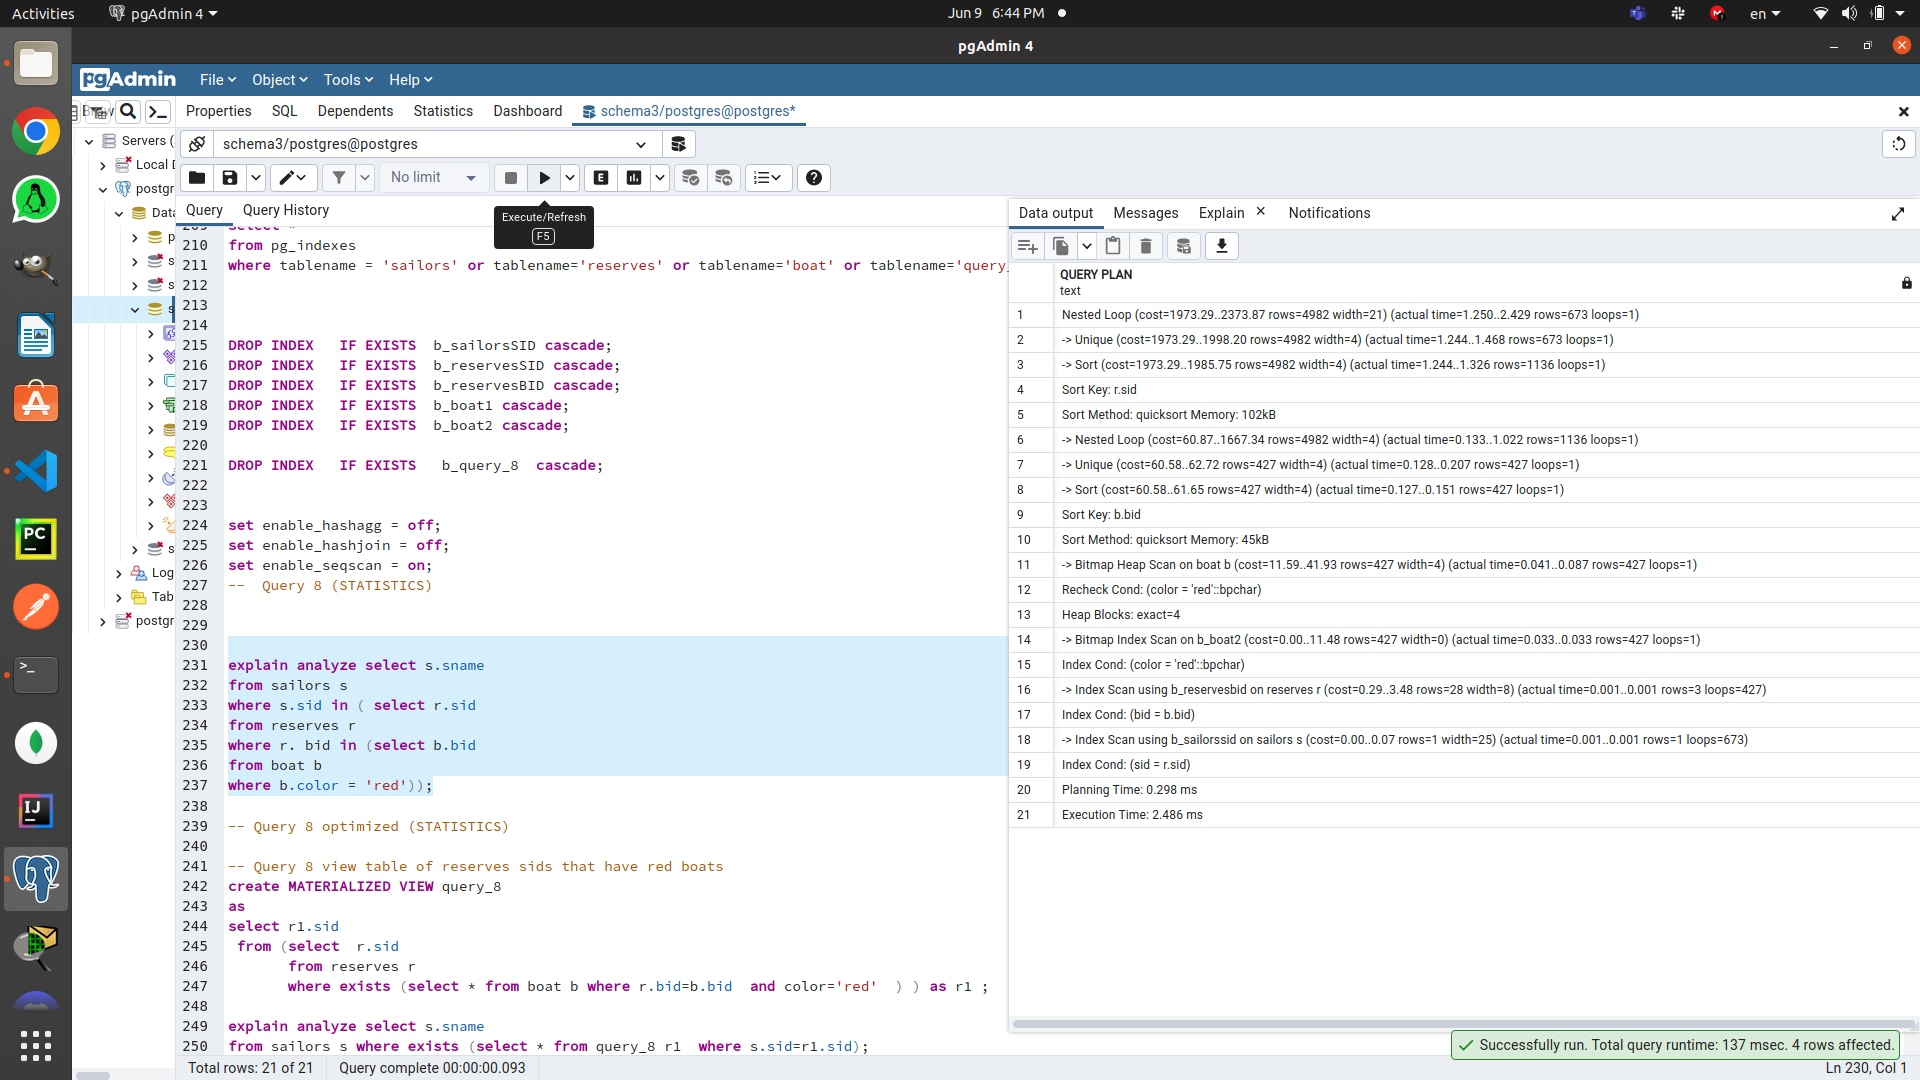 Activities
pgAdmin 4
Jun 9 6:44 PM
en
pgAdmin 4
pgAdmin
File
Object
Tools
Help
Properties
SQL
Dependents
Statistics
Dashboard
schema3/postgres@postgres*
Servers (
Local D
postgr
Data
p
s
s
s
s
Log
Tab
postgr
schema3/postgres@postgres
No limit
E
Execute/Refresh
F5
Query
Query History
209 select *
210 from pg_indexes
211 where tablename = 'sailors' or tablename='reserves' or tablename='boat' or tablename='query_
212
213
214
215 DROP INDEX IF EXISTS b_sailorsSID cascade;
216 DROP INDEX IF EXISTS b_reservesSID cascade;
217 DROP INDEX IF EXISTS b_reservesBID cascade;
218 DROP INDEX IF EXISTS b_boat1 cascade;
219 DROP INDEX IF EXISTS b_boat2 cascade;
220
221 DROP INDEX IF EXISTS b_query_8 cascade;
222
223
224 set enable_hashagg = off;
225 set enable_hashjoin = off;
226 set enable_seqscan = on;
227 -- Query 8 (STATISTICS)
228
229
230
231 explain analyze select s.sname
232 from sailors s
233 where s.sid in ( select r.sid
234 from reserves r
235 where r. bid in (select b.bid
236 from boat b
237 where b.color = 'red'));
238
239 -- Query 8 optimized (STATISTICS)
240
241 -- Query 8 view table of reserves sids that have red boats
242 create MATERIALIZED VIEW query_8
243 as
244 select r1.sid
245 from (select r.sid
246 from reserves r
247 where exists (select * from boat b where r.bid=b.bid and color='red' ) ) as r1 ;
248
249 explain analyze select s.sname
250 from sailors s where exists (select * from query_8 r1 where s.sid=r1.sid);
Data output
Messages
Explain
Notifications
QUERY PLAN
text
1 Nested Loop (cost=1973.29..2373.87 rows=4982 width=21) (actual time=1.250..2.429 rows=673 loops=1)
2 -> Unique (cost=1973.29..1998.20 rows=4982 width=4) (actual time=1.244..1.468 rows=673 loops=1)
3 -> Sort (cost=1973.29..1985.75 rows=4982 width=4) (actual time=1.244..1.326 rows=1136 loops=1)
4 Sort Key: r.sid
5 Sort Method: quicksort Memory: 102kB
6 -> Nested Loop (cost=60.87..1667.34 rows=4982 width=4) (actual time=0.133..1.022 rows=1136 loops=1)
7 -> Unique (cost=60.58..62.72 rows=427 width=4) (actual time=0.128..0.207 rows=427 loops=1)
8 -> Sort (cost=60.58..61.65 rows=427 width=4) (actual time=0.127..0.151 rows=427 loops=1)
9 Sort Key: b.bid
10 Sort Method: quicksort Memory: 45kB
11 -> Bitmap Heap Scan on boat b (cost=11.59..41.93 rows=427 width=4) (actual time=0.041..0.087 rows=427 loops=1)
12 Recheck Cond: (color = 'red'::bpchar)
13 Heap Blocks: exact=4
14 -> Bitmap Index Scan on b_boat2 (cost=0.00..11.48 rows=427 width=0) (actual time=0.033..0.033 rows=427 loops=1)
15 Index Cond: (color = 'red'::bpchar)
16 -> Index Scan using b_reservesbid on reserves r (cost=0.29..3.48 rows=28 width=8) (actual time=0.001..0.001 rows=3 loops=427)
17 Index Cond: (bid = b.bid)
18 -> Index Scan using b_sailorssid on sailors s (cost=0.00..0.07 rows=1 width=25) (actual time=0.001..0.001 rows=1 loops=673)
19 Index Cond: (sid = r.sid)
20 Planning Time: 0.298 ms
21 Execution Time: 2.486 ms
Successfully run. Total query runtime: 137 msec. 4 rows affected.
Total rows: 21 of 21
Query complete 00:00:00.093
Ln 230, Col 1